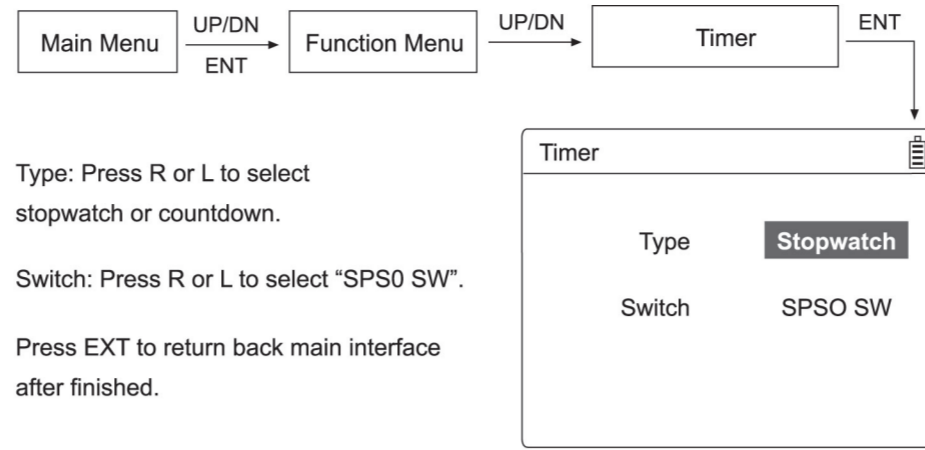 Main Menu
UP/DN
ENT
Function Menu
UP/DN
Timer
ENT
Type: Press R or L to select
stopwatch or countdown.
Switch: Press R or L to select “SPS0 SW”.
Press EXT to return back main interface
after finished.
Timer
Type Stopwatch
Switch SPSO SW